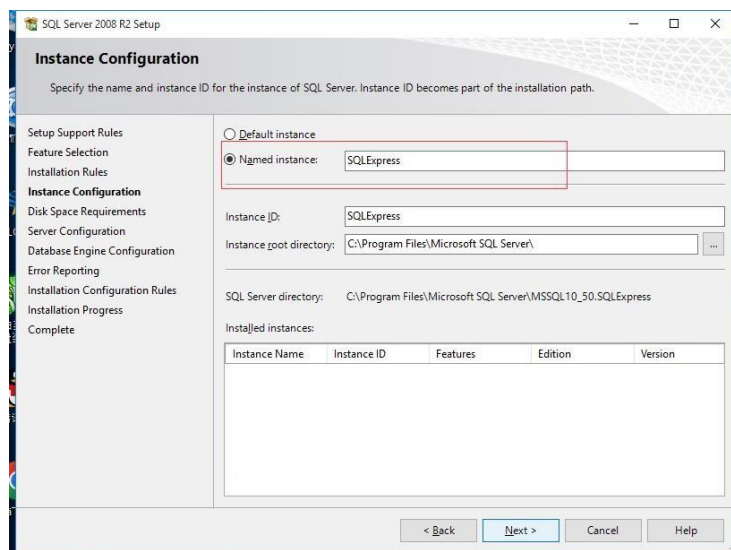 SQL Server 2008 R2 Setup
Instance Configuration
Specify the name and instance ID for the instance of SQL Server. Instance ID becomes part of the installation path.
Setup Support Rules
Feature Selection
Installation Rules
Instance Configuration
Disk Space Requirements
Server Configuration
Database Engine Configuration
Error Reporting
Installation Configuration Rules
Installation Progress
Complete
Default instance
Named instance: SQLExpress
Instance ID: SQLExpress
Instance root directory: C:\Program Files\Microsoft SQL Server\ ...
SQL Server directory: C:\Program Files\Microsoft SQL Server\MSSQL10_50.SQLExpress
Installed instances:
Instance Name Instance ID Features Edition Version
< Back Next > Cancel Help